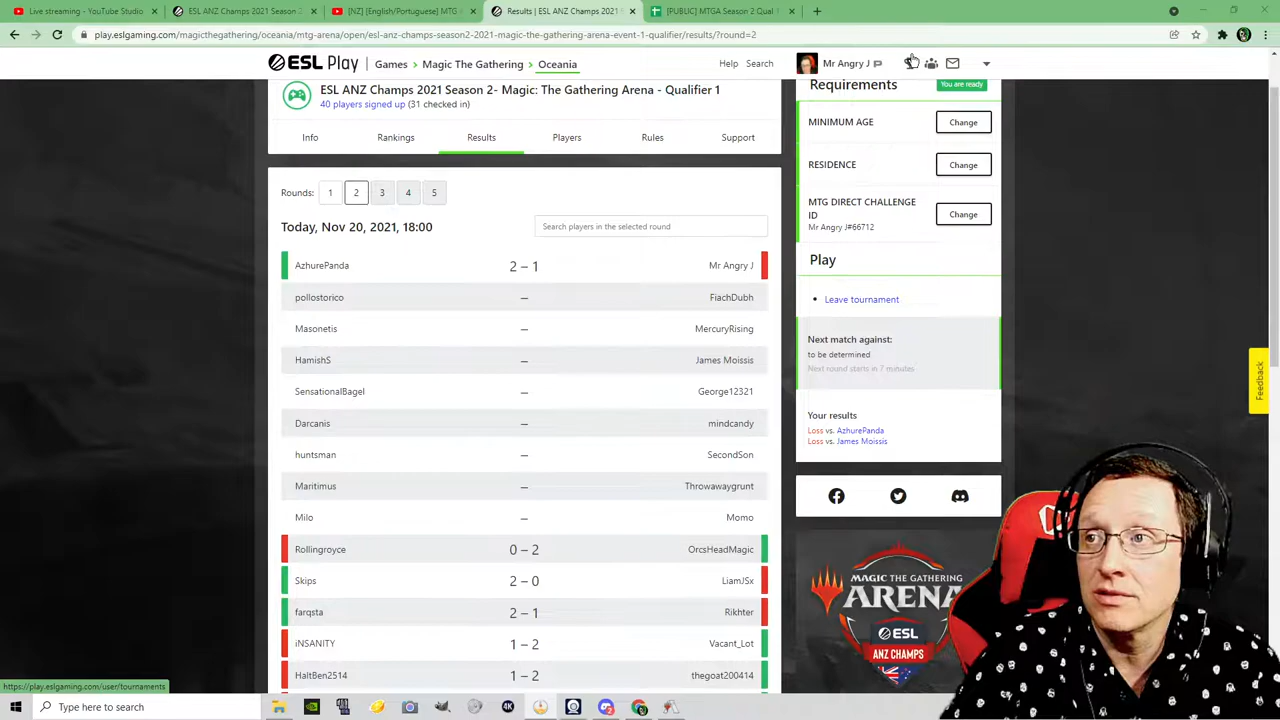 Live streaming - YouTube Studio
ESL ANZ Champs 2021 Season 2
[NZ] [English/Portuguese] MTG
Results | ESL ANZ Champs 2021
[PUBLIC] MTGA Season 2:Qual
play.eslgaming.com/magicthegathering/oceania/mtg-arena/open/esl-anz-champs-season-2-2021-magic-the-gathering-arena-event-1-qualifier/results/?round=2
ESL Play
Games
Magic The Gathering
Oceania
Help
Search
Mr Angry J
ESL ANZ Champs 2021 Season 2- Magic: The Gathering Arena - Qualifier 1
40 players signed up (31 checked in)
Info
Rankings
Results
Players
Rules
Support
Rounds: 1 2 3 4 5
Today, Nov 20, 2021, 18:00
Search players in the selected round
AzhurePanda 2 – 1 Mr Angry J
pollostorico – FiachDubh
Masonetis – MercuryRising
HamishS – James Moissis
SensationalBagel – George12321
Darcanis – mindcandy
huntsman – SecondSon
Maritimus – Throwawaygrunt
Milo – Momo
Rollingroyce 0 – 2 OrcsHeadMagic
Skips 2 – 0 LiamJSx
farqsta 2 – 1 Rikhter
iNSANITY 1 – 2 Vacant_Lot
HaltBen2514 1 – 2 thegoat200414
Requirements
You are ready
MINIMUM AGE
Change
RESIDENCE
Change
MTG DIRECT CHALLENGE
ID
Mr Angry J#66712
Change
Play
• Leave tournament
Next match against:
to be determined
Next round starts in 7 minutes
Your results
Loss vs. AzhurePanda
Loss vs. James Moissis
MAGIC THE GATHERING
ARENA
ESL
ANZ CHAMPS
Feedback
https://play.eslgaming.com/user/tournaments
Type here to search
4K